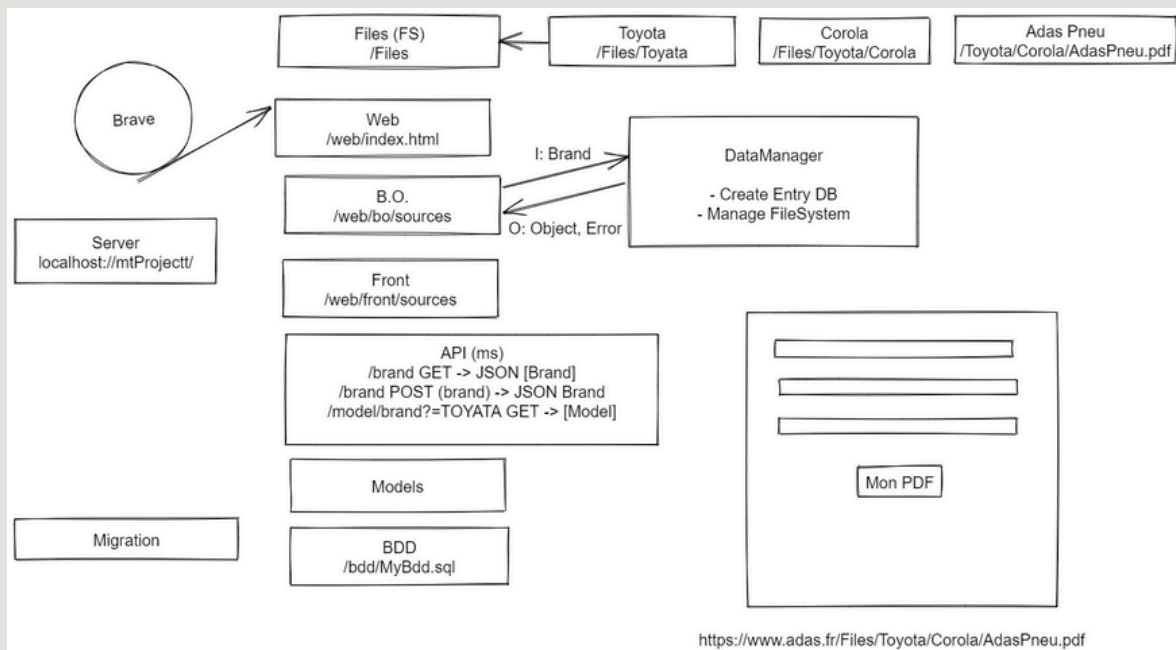 Files (FS)
/Files
Toyota
/Files/Toyata
Corola
/Files/Toyota/Corola
Adas Pneu
/Toyota/Corola/AdasPneu.pdf
Brave
Web
/web/index.html
I: Brand
DataManager
- Create Entry DB
- Manage FileSystem
B.O.
/web/bo/sources
O: Object, Error
Server
localhost://mtProjectt/
Front
/web/front/sources
API (ms)
/brand GET -> JSON [Brand]
/brand POST (brand) -> JSON Brand
/model/brand?=TOYATA GET -> [Model]
Mon PDF
Models
Migration
BDD
/bdd/MyBdd.sql
https://www.adas.fr/Files/Toyota/Corola/AdasPneu.pdf